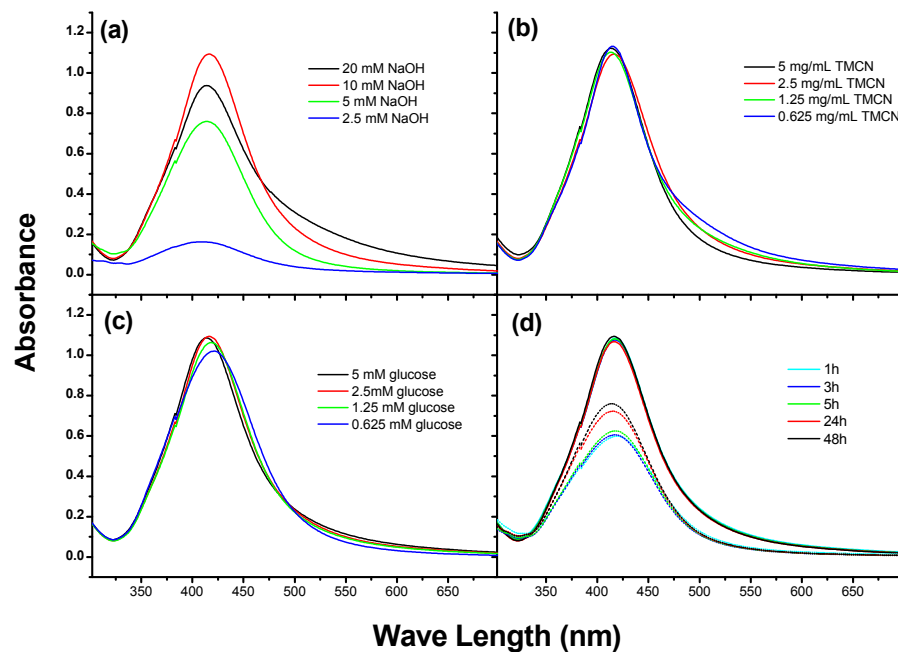 (a)
20 mM NaOH
10 mM NaOH
5 mM NaOH
2.5 mM NaOH
(b)
5 mg/mL TMCN
2.5 mg/mL TMCN
1.25 mg/mL TMCN
0.625 mg/mL TMCN
1.2
1.0
0.8
0.6
0.4
0.2
0.0
(c)
5 mM glucose
2.5mM glucose
1.25 mM glucose
0.625 mM glucose
(d)
1h
3h
5h
24h
48h
1.2
1.0
0.8
0.6
0.4
0.2
0.0
350 400 450 500 550 600 650
350 400 450 500 550 600 650
Absorbance
Wave Length (nm)